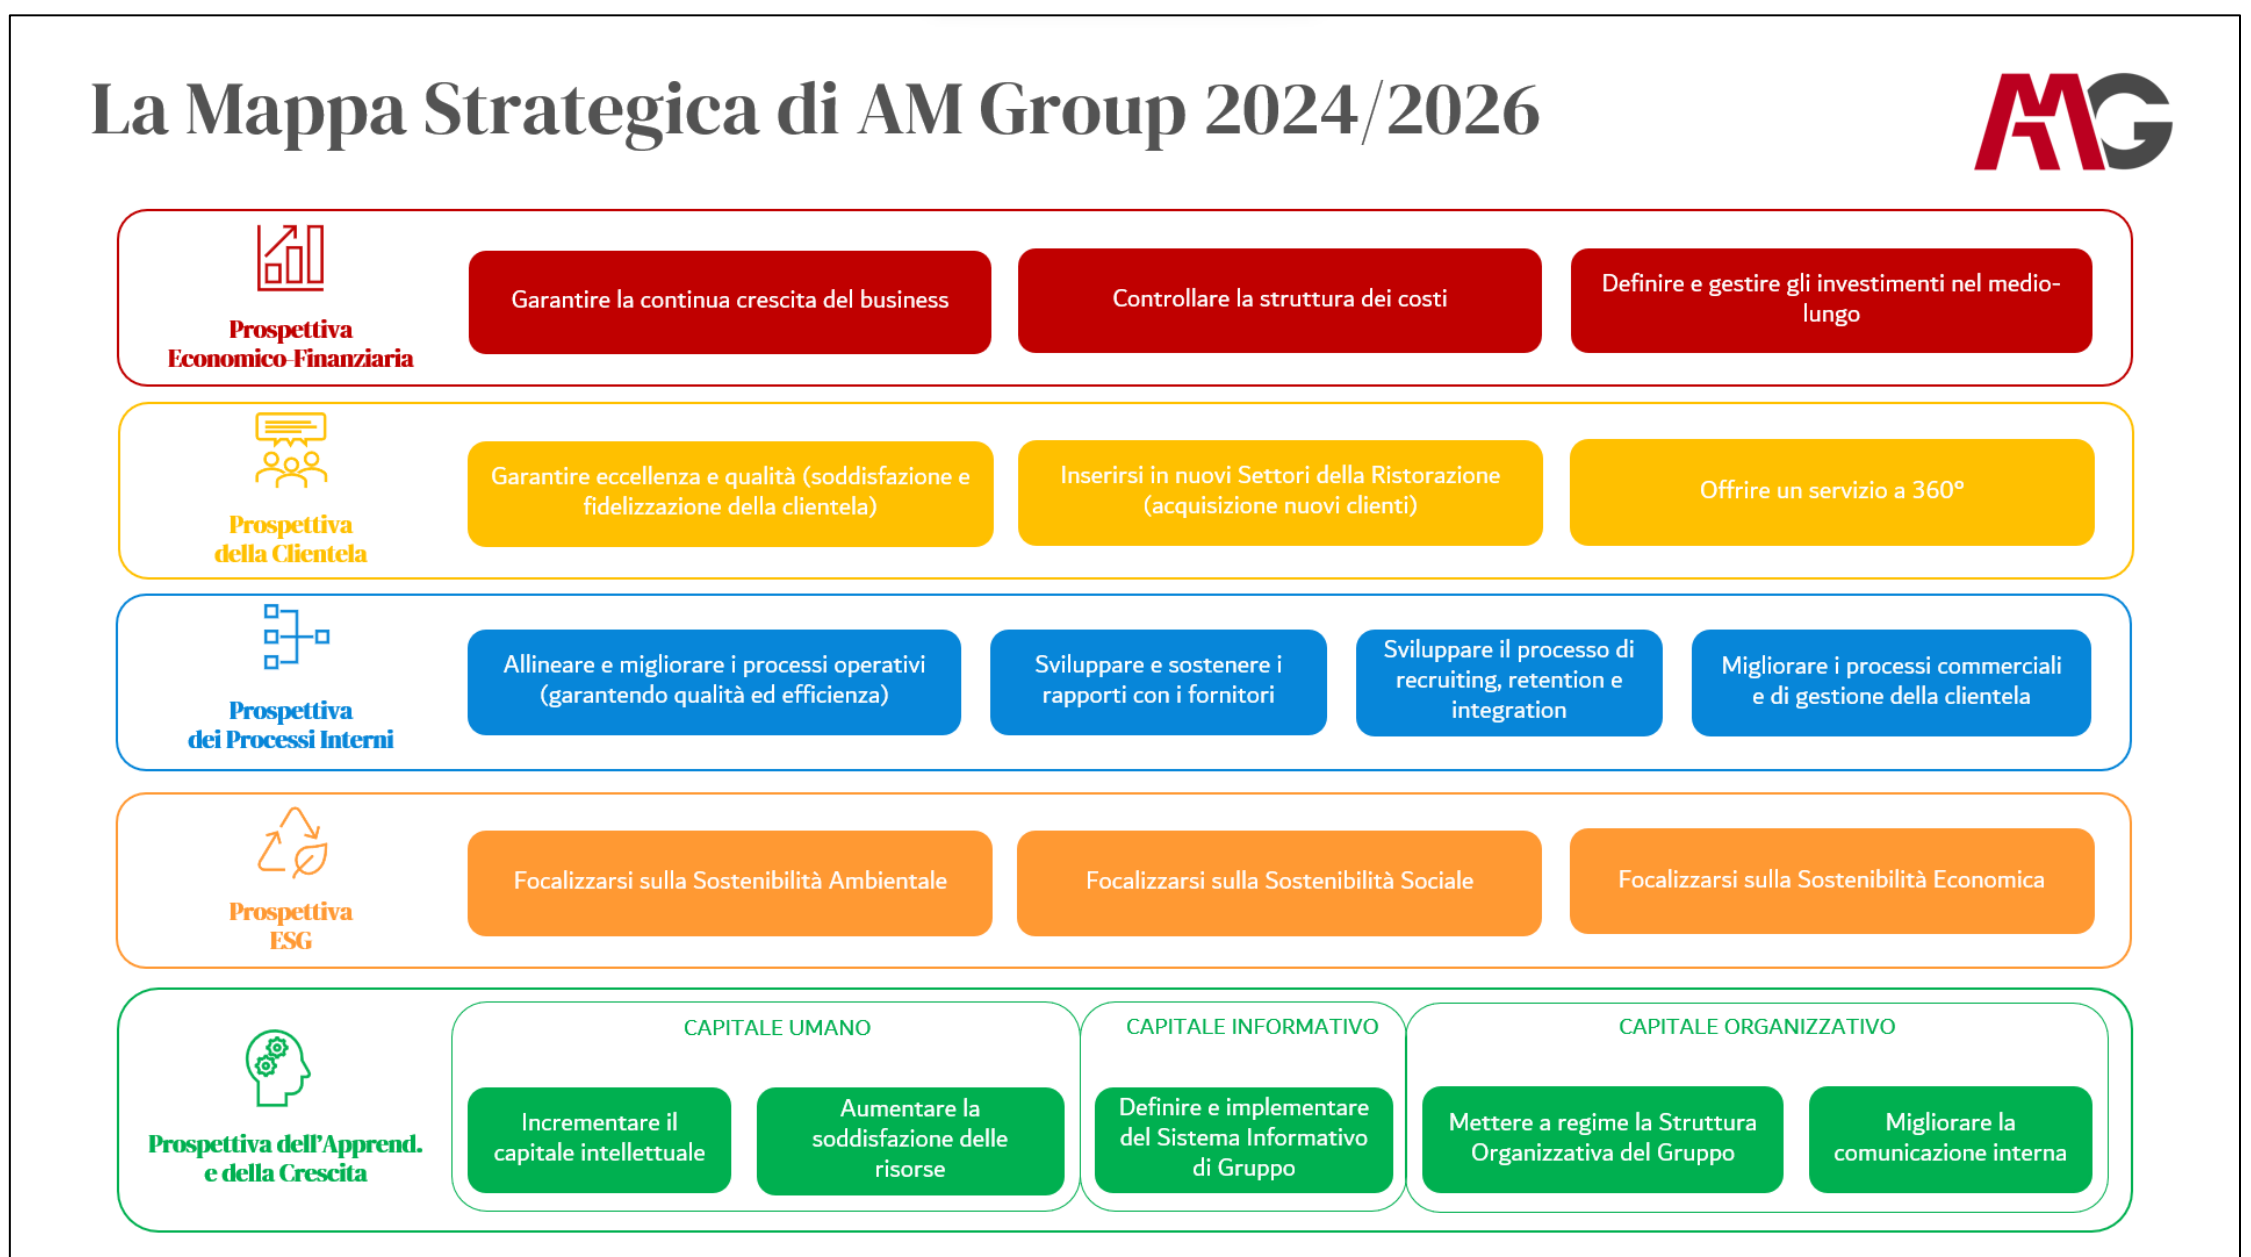 La Mappa Strategica di AM Group 2024/2026
AMG
Prospettiva
Economico-Finanziaria
Garantire la continua crescita del business
Controllare la struttura dei costi
Definire e gestire gli investimenti nel medio-
lungo
Prospettiva
della Clientela
Garantire eccellenza e qualità (soddisfazione e
fidelizzazione della clientela)
Inserirsi in nuovi Settori della Ristorazione
(acquisizione nuovi clienti)
Offrire un servizio a 360°
Prospettiva
dei Processi Interni
Allineare e migliorare i processi operativi
(garantendo qualità ed efficienza)
Sviluppare e sostenere i
rapporti con i fornitori
Sviluppare il processo di
recruiting, retention e
integration
Migliorare i processi commerciali
e di gestione della clientela
Prospettiva
ESG
Focalizzarsi sulla Sostenibilità Ambientale
Focalizzarsi sulla Sostenibilità Sociale
Focalizzarsi sulla Sostenibilità Economica
Prospettiva dell'Apprend.
e della Crescita
CAPITALE UMANO
Incrementare il
capitale intellettuale
Aumentare la
soddisfazione delle
risorse
CAPITALE INFORMATIVO
Definire e implementare
del Sistema Informativo
di Gruppo
CAPITALE ORGANIZZATIVO
Mettere a regime la Struttura
Organizzativa del Gruppo
Migliorare la
comunicazione interna